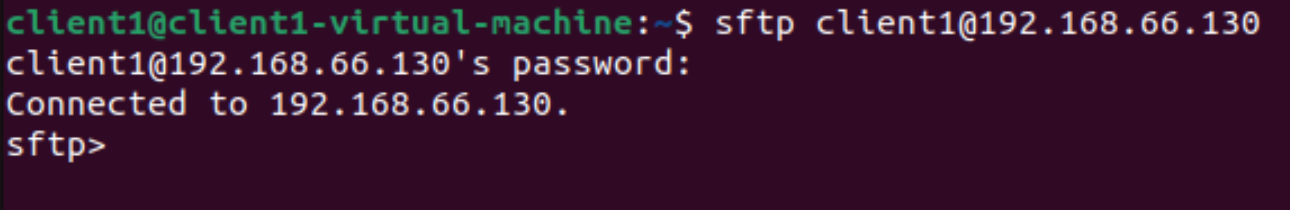 client1@client1-virtual-machine:~$ sftp client1@192.168.66.130
client1@192.168.66.130's password:
Connected to 192.168.66.130.
sftp>